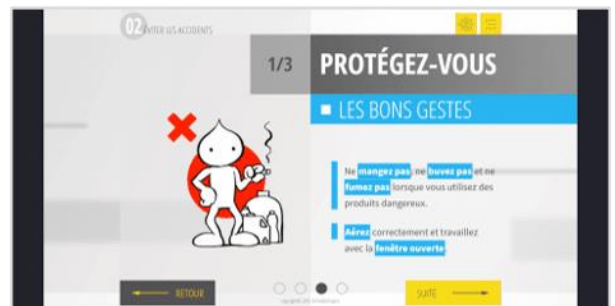 02 ÉVITER LES ACCIDENTS
1/3
PROTÉGEZ-VOUS
LES BONS GESTES
Ne mangez pas, ne buvez pas et ne
fumez pas lorsque vous utilisez des
produits dangereux.
Aérez correctement et travaillez
avec la fenêtre ouverte
RETOUR
SUITE